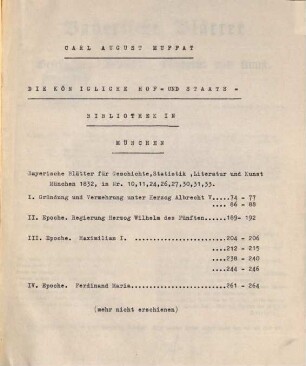 CARL AUGUST MUFFAT
DIE KÖNIGLICHE HOF= UND STAATS=
BIBLIOTHEK IN
MÜNCHEN
Bayerische Blätter für Geschichte, Statistik, Literatur und Kunst
München 1832, in Nr. 10,11,24,26,27,30,31,33.
I. Gründung und Vermehrung unter Herzog Albrecht V.....74 - 77
.....86 - 88
II. Epoche. Regierung Herzog Wilhelm des Fünften........189- 192
III. Epoche. Maximilian I. ..........................204 - 206
.....212 - 215
.....238 - 240
.....244 - 246
IV. Epoche. Ferdinand Maria..........................261 - 264
(mehr nicht erschienen)